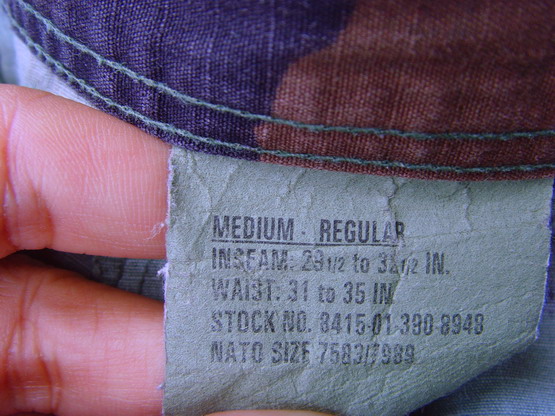 MEDIUM - REGULAR
INSEAM: 29 1/2 to 32 1/2 IN.
WAIST: 31 to 35 IN
STOCK NO. 8415-01-390-8948
NATO SIZE 7583/7989